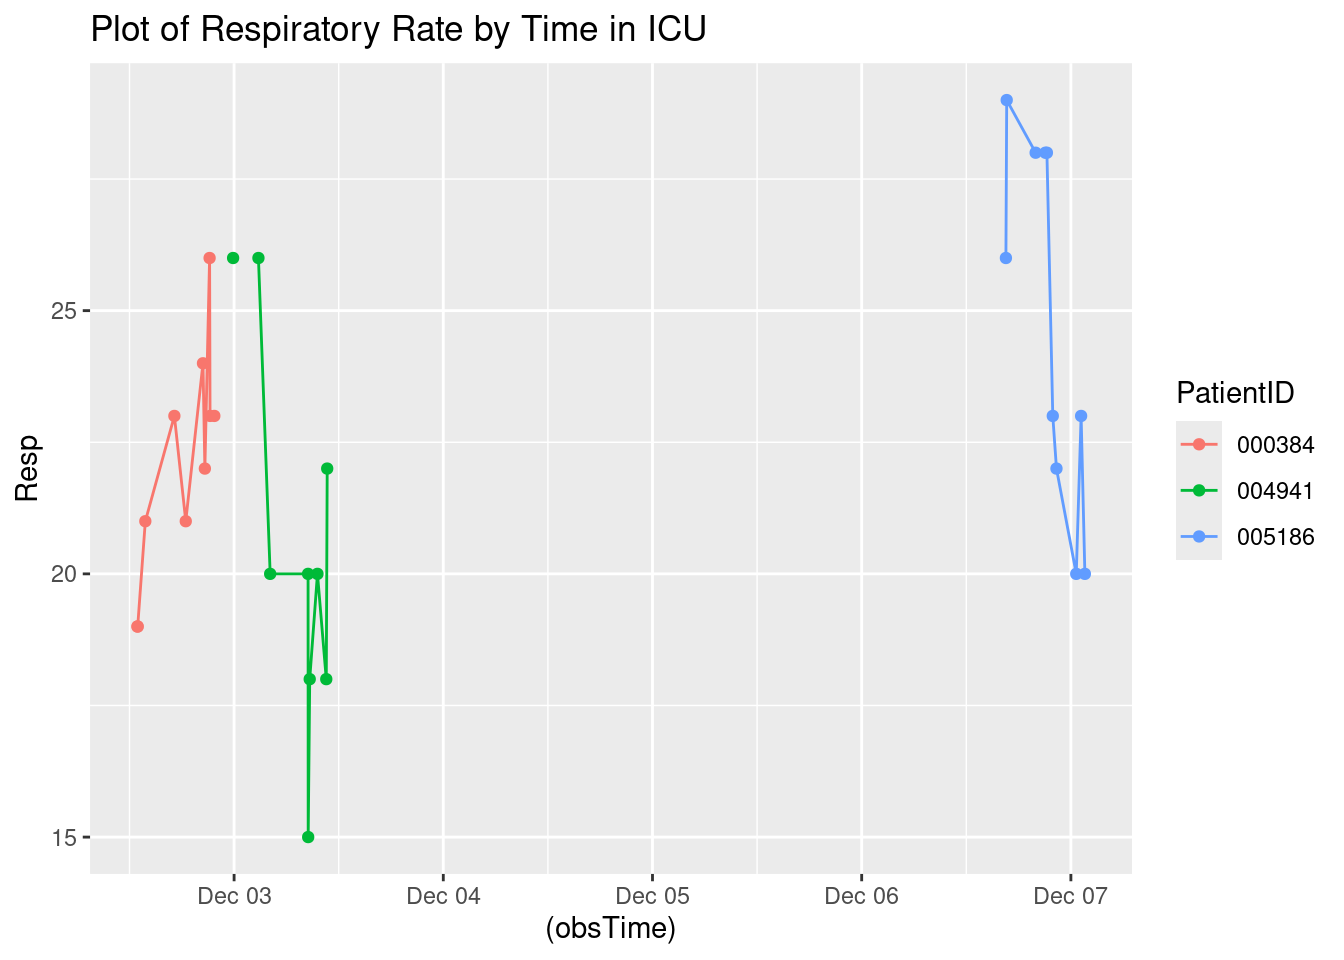 Plot of Respiratory Rate by Time in ICU
Resp
25
20
15
Dec 03
Dec 04
Dec 05
Dec 06
Dec 07
(obsTime)
PatientID
000384
004941
005186